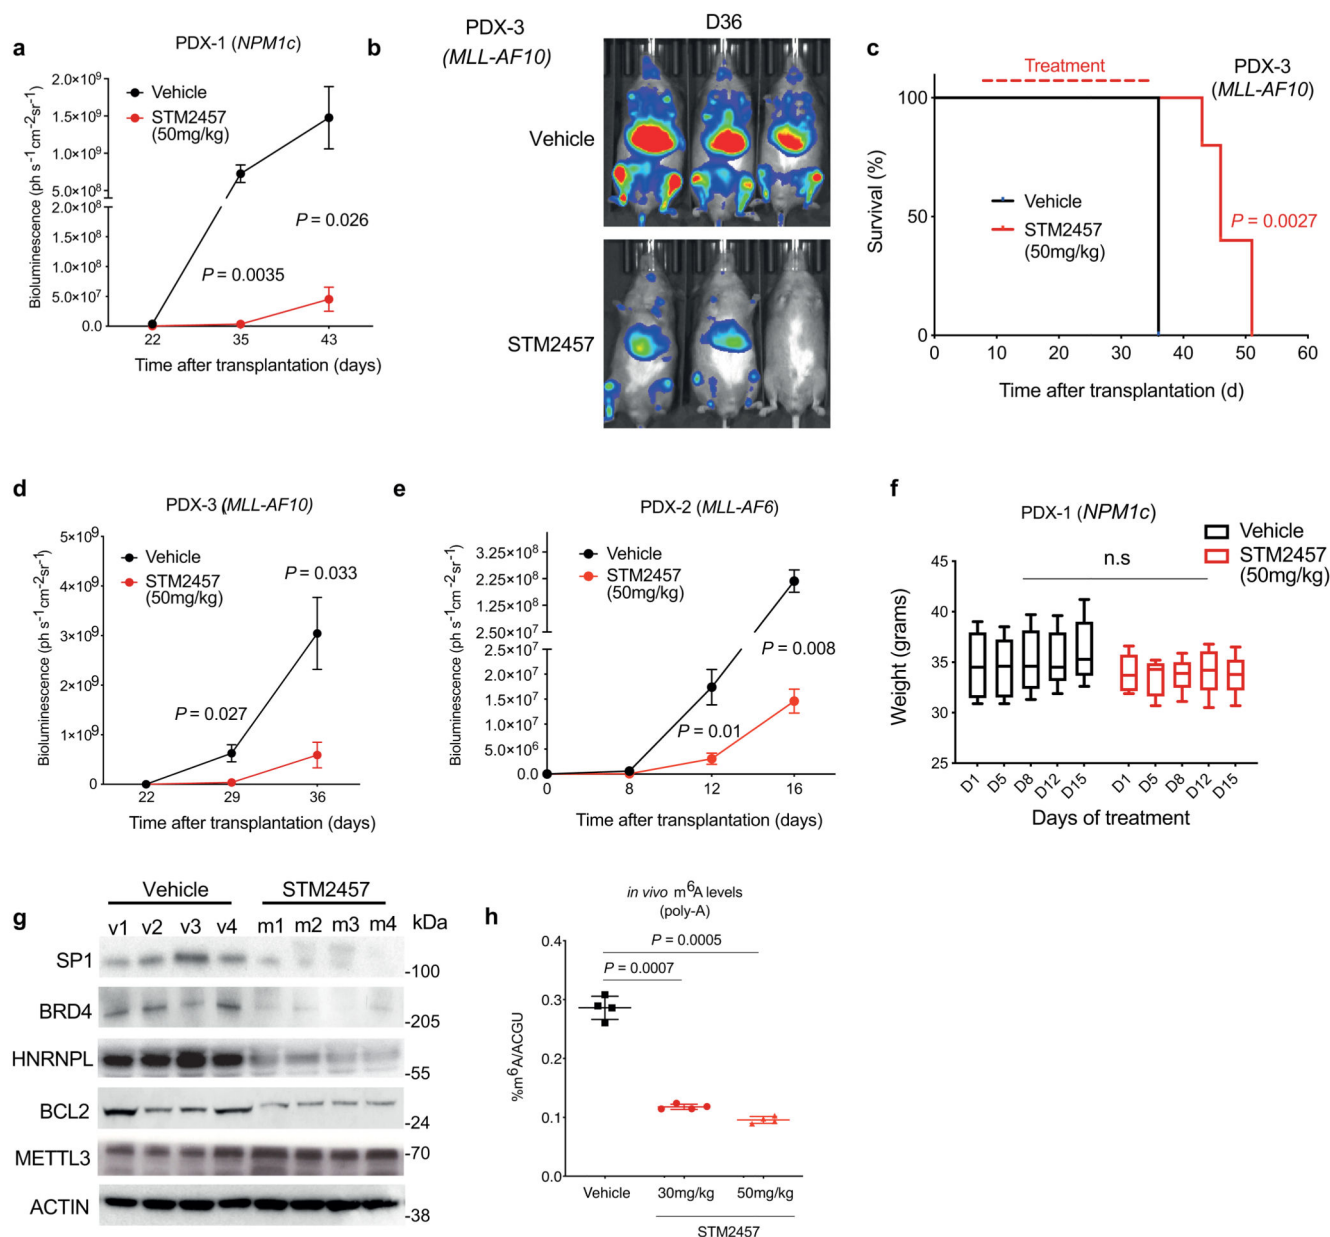 a
PDX-1 (NPM1c)
Bioluminescence (ph s⁻¹cm⁻²sr⁻¹)
2.0×10⁹
1.5×10⁹
1.0×10⁹
5.0×10⁸
2.0×10⁸
1.0×10⁸
5.0×10⁷
0.0
Vehicle
STM2457
(50mg/kg)
P = 0.026
P = 0.0035
22
35
43
Time after transplantation (days)
b
PDX-3
(MLL-AF10)
D36
Vehicle
STM2457
c
Treatment
PDX-3
(MLL-AF10)
Survival (%)
100
50
0
Vehicle
STM2457
(50mg/kg)
P = 0.0027
0
10
20
30
40
50
60
Time after transplantation (d)
d
PDX-3 (MLL-AF10)
Bioluminescence (ph s⁻¹cm⁻²sr⁻¹)
5×10⁹
4×10⁹
3×10⁹
2×10⁹
1×10⁹
0
Vehicle
STM2457
(50mg/kg)
P = 0.033
P = 0.027
22
29
36
Time after transplantation (days)
e
PDX-2 (MLL-AF6)
Bioluminescence (ph s⁻¹cm⁻²sr⁻¹)
3.25×10⁸
2.25×10⁸
1.25×10⁸
2.50×10⁷
2.5×10⁷
2.0×10⁷
1.5×10⁷
1.0×10⁷
5.0×10⁶
0.0
Vehicle
STM2457
(50mg/kg)
P = 0.008
P = 0.01
0
8
12
16
Time after transplantation (days)
f
PDX-1 (NPM1c)
Vehicle
STM2457
(50mg/kg)
n.s
Weight (grams)
45
40
35
30
25
D1
D5
D8
D12
D15
D1
D5
D8
D12
D15
Days of treatment
g
Vehicle
STM2457
v1 v2 v3 v4 m1 m2 m3 m4 kDa
SP1
-100
BRD4
-205
HNRNPL
-55
BCL2
-24
METTL3
-70
ACTIN
-38
h
in vivo m⁶A levels
(poly-A)
%m⁶A/ACGU
0.4
0.3
0.2
0.1
0.0
P = 0.0005
P = 0.0007
Vehicle
30mg/kg
50mg/kg
STM2457